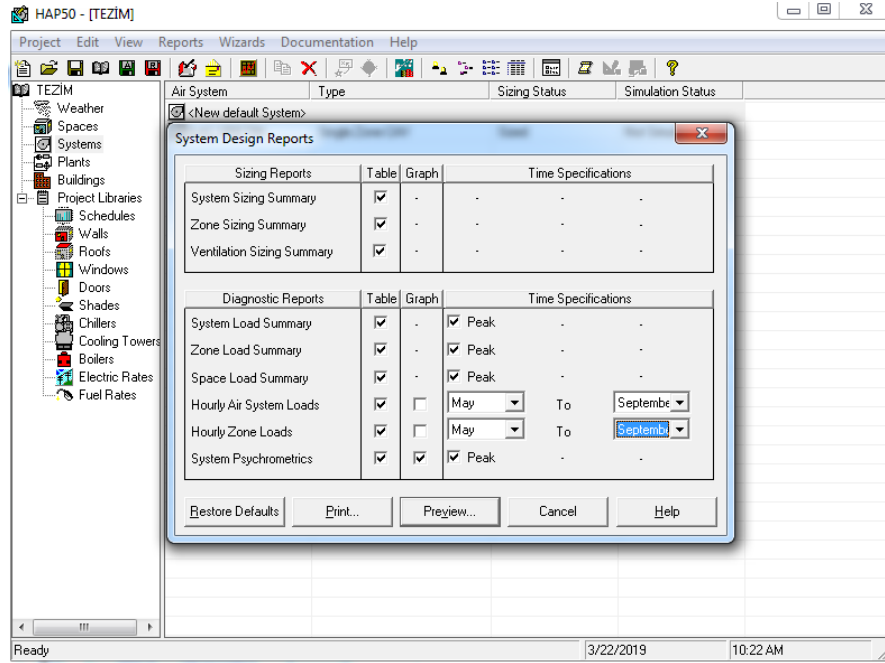 HAP50 - [TEZİM]
Project Edit View Reports Wizards Documentation Help
TEZİM
Weather
Spaces
Systems
Plants
Buildings
Project Libraries
Schedules
Walls
Roofs
Windows
Doors
Shades
Chillers
Cooling Towers
Boilers
Electric Rates
Fuel Rates
Air System Type Sizing Status Simulation Status
<New default System>
System Design Reports
Sizing Reports Table Graph Time Specifications
System Sizing Summary - - - -
Zone Sizing Summary - - - -
Ventilation Sizing Summary - - - -
Diagnostic Reports Table Graph Time Specifications
System Load Summary - Peak - -
Zone Load Summary - Peak - -
Space Load Summary - Peak - -
Hourly Air System Loads May To Septembe
Hourly Zone Loads May To Septembe
System Psychrometrics Peak - -
Restore Defaults Print... Preview... Cancel Help
Ready 3/22/2019 10:22 AM